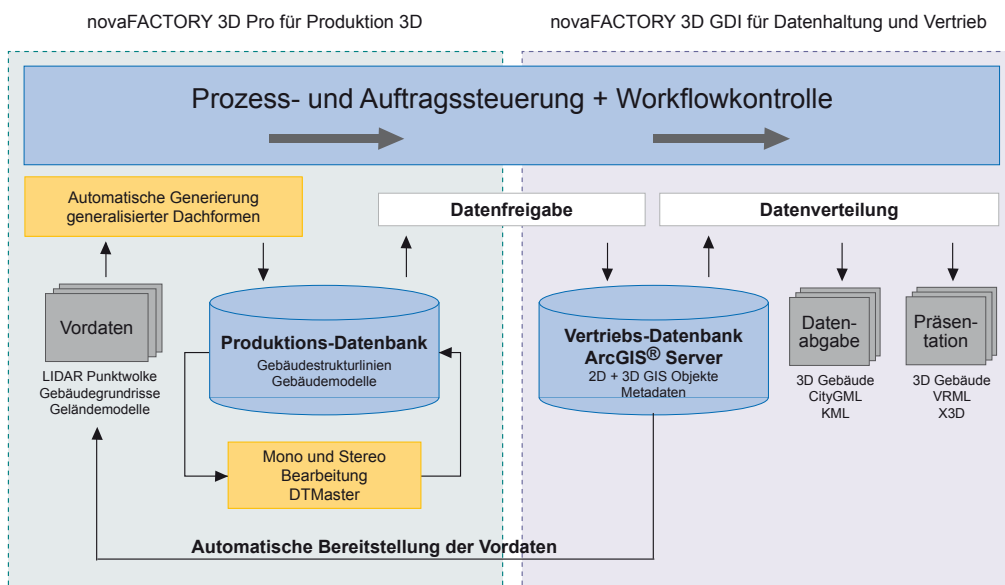 novaFACTORY 3D Pro für Produktion 3D
novaFACTORY 3D GDI für Datenhaltung und Vertrieb
Prozess- und Auftragssteuerung + Workflowkontrolle
Automatische Generierung
generalisierter Dachformen
Datenfreigabe
Datenverteilung
Vordaten
LIDAR Punktwolke
Gebäudegrundrisse
Geländemodelle
Produktions-Datenbank
Gebäudestrukturlinien
Gebäudemodelle
Vertriebs-Datenbank
ArcGIS® Server
2D + 3D GIS Objekte
Metadaten
Daten-
abgabe
3D Gebäude
CityGML
KML
Präsen-
tation
3D Gebäude
VRML
X3D
Mono und Stereo
Bearbeitung
DTMaster
Automatische Bereitstellung der Vordaten